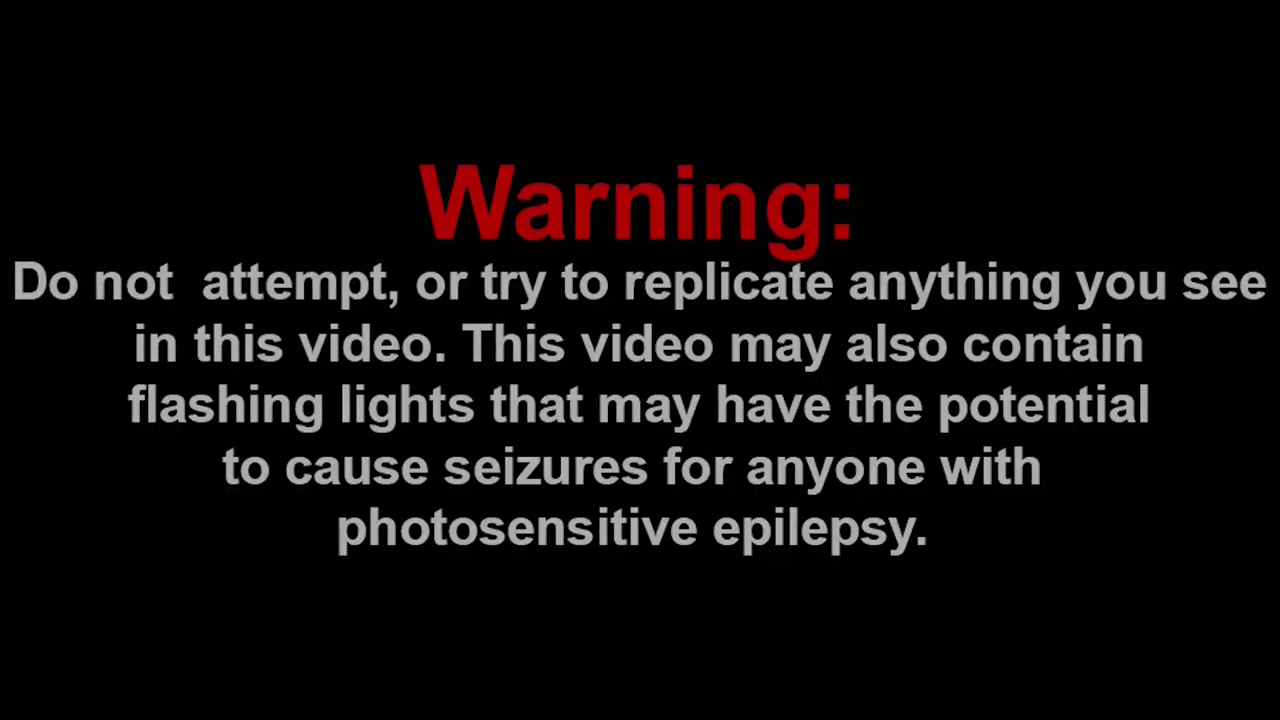 Warning:
Do not  attempt, or try to replicate anything you see
in this video. This video may also contain
flashing lights that may have the potential
to cause seizures for anyone with
photosensitive epilepsy.